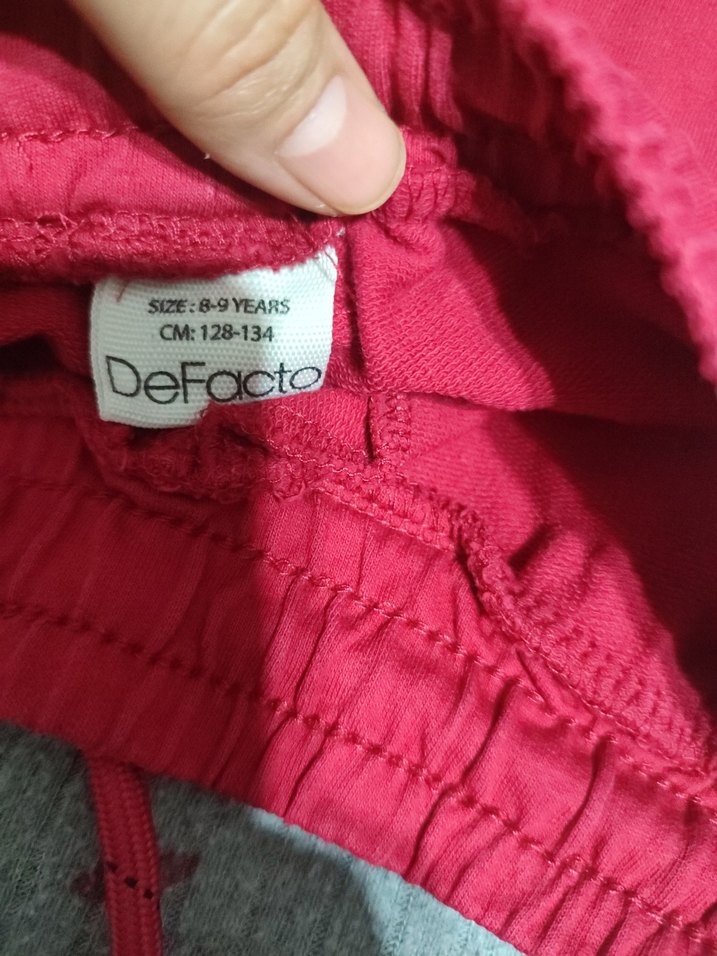 SIZE: 8-9 YEARS
CM: 128-134
DeFacto